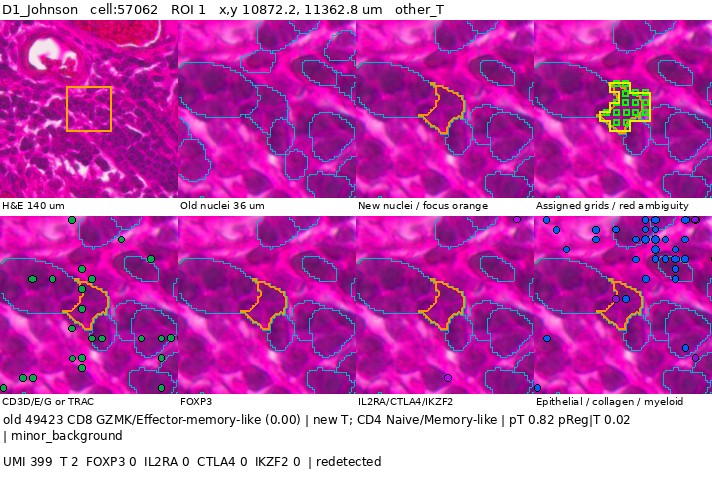 D1_Johnson cell:57062 ROI 1 x,y 10872.2, 11362.8 um other_T
H&E 140 um
Old nuclei 36 um
New nuclei / focus orange
Assigned grids / red ambiguity
CD3D/E/G or TRAC
FOXP3
IL2RA/CTLA4/IKZF2
Epithelial / collagen / myeloid
old 49423 CD8 GZMK/Effector-memory-like (0.00) | new T; CD4 Naive/Memory-like | pT 0.82 pReg|T 0.02
| minor_background
UMI 399 T 2 FOXP3 0 IL2RA 0 CTLA4 0 IKZF2 0 | redetected